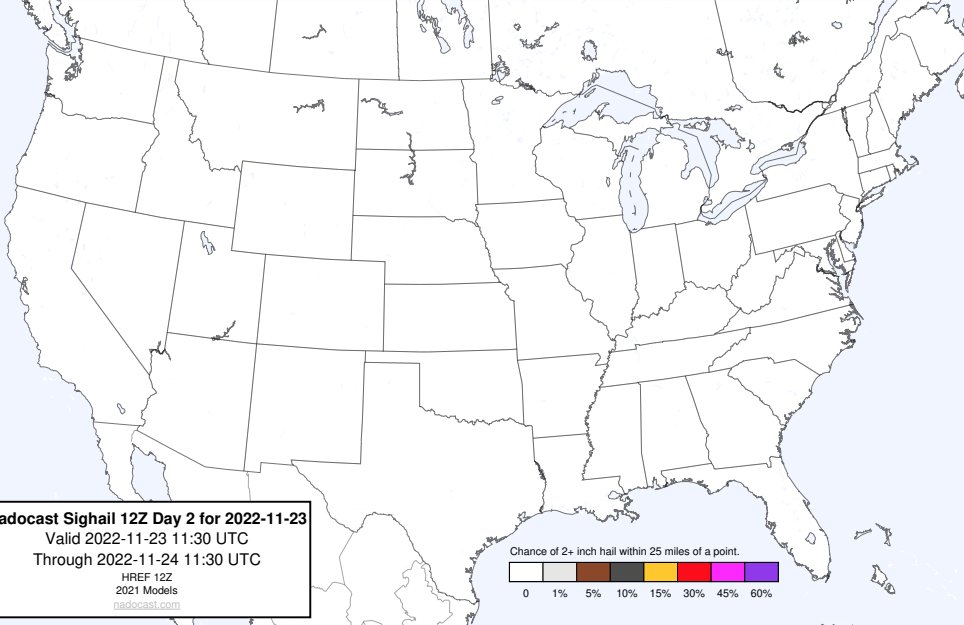 adocast Sighail 12Z Day 2 for 2022-11-23
Valid 2022-11-23 11:30 UTC
Through 2022-11-24 11:30 UTC
HREF 12Z
2021 Models
nadocast.com
Chance of 2+ inch hail within 25 miles of a point.
0 1% 5% 10% 15% 30% 45% 60%